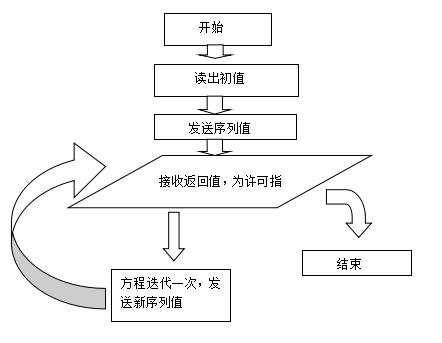 开始
读出初值
发送序列值
接收返回值，为许可指
方程迭代一次，发
送新序列值
结束